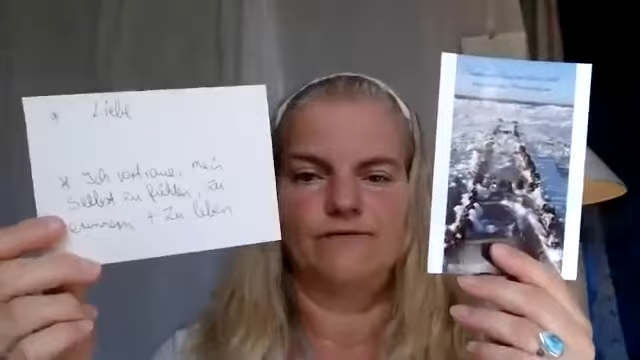 * Liebe
* Ich vertraue, mein
Selbst zu fühlen, zu
erinnern + zu leben